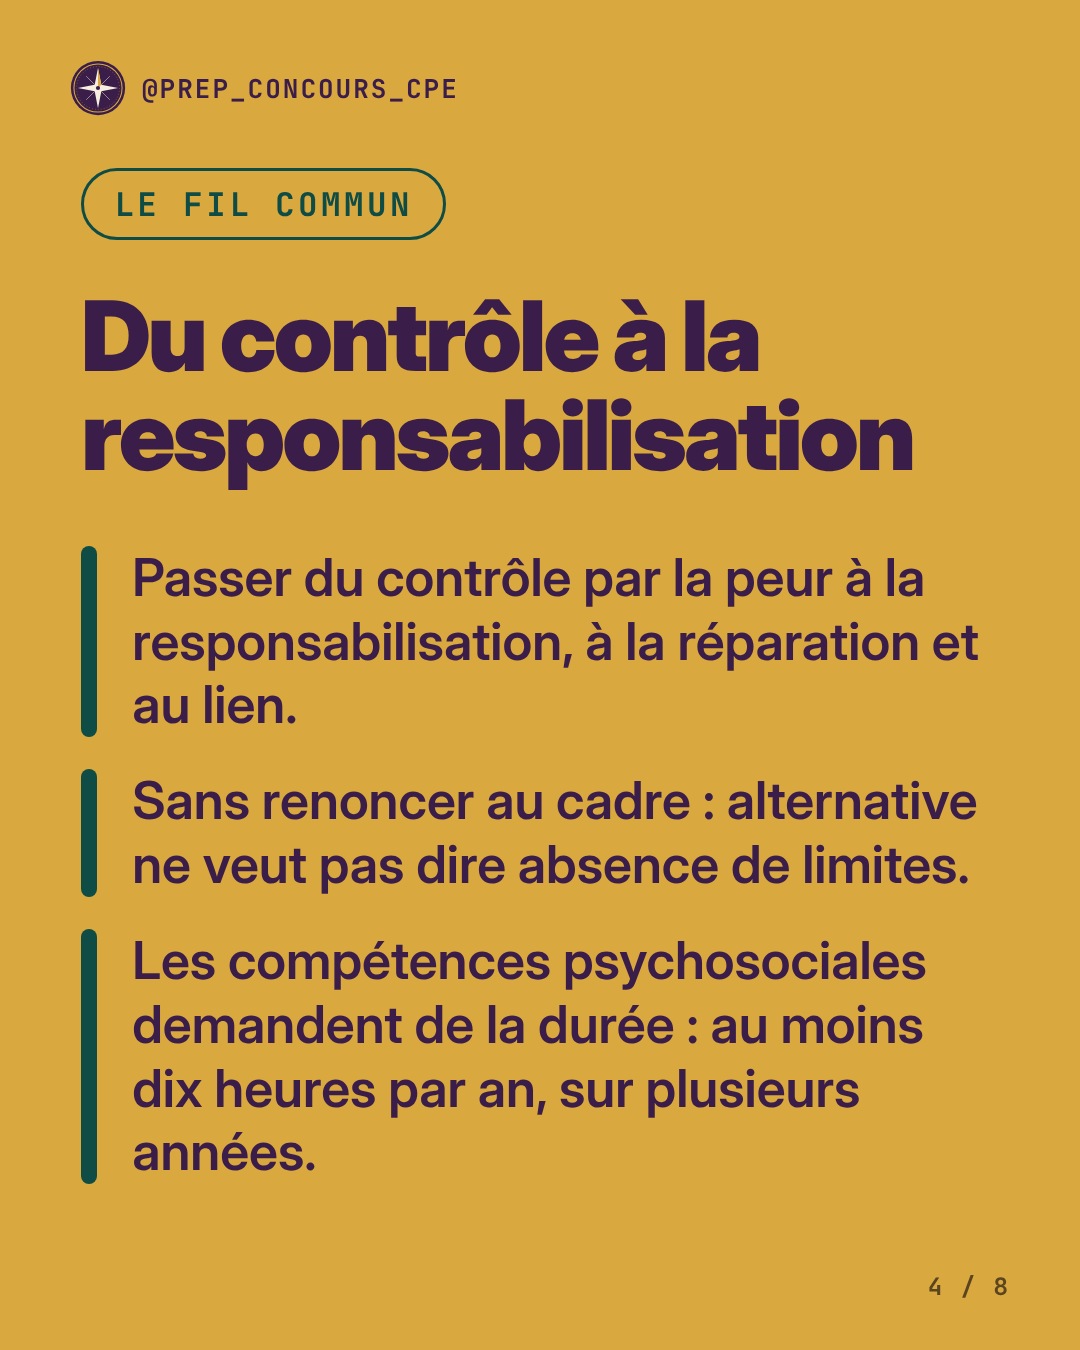 @PREP_CONCOURS_CPE
LE FIL COMMUN
Du contrôle à la
responsabilisation
Passer du contrôle par la peur à la
responsabilisation, à la réparation et
au lien.
Sans renoncer au cadre : alternative
ne veut pas dire absence de limites.
Les compétences psychosociales
demandent de la durée : au moins
dix heures par an, sur plusieurs
années.
4 / 8